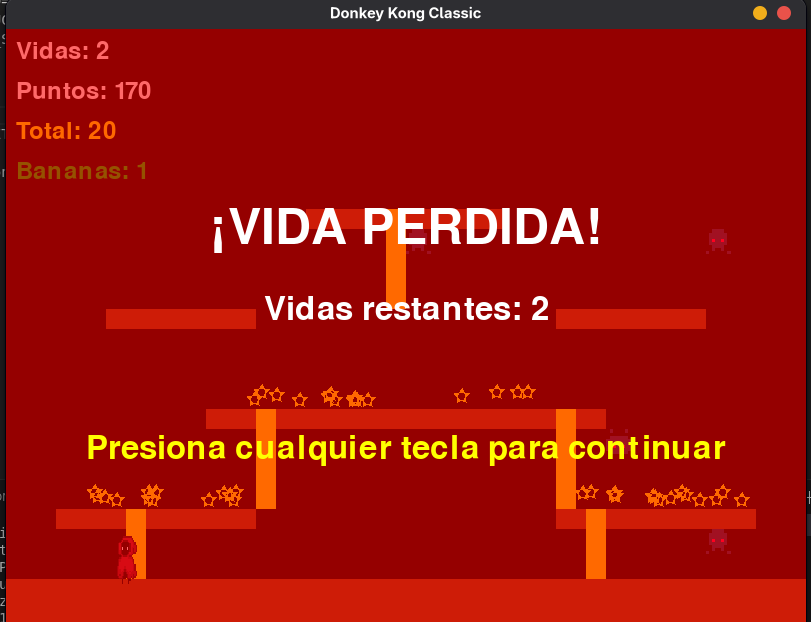 Donkey Kong Classic
Vidas: 2
Puntos: 170
Total: 20
Bananas: 1
¡VIDA PERDIDA!
Vidas restantes: 2
Presiona cualquier tecla para continuar